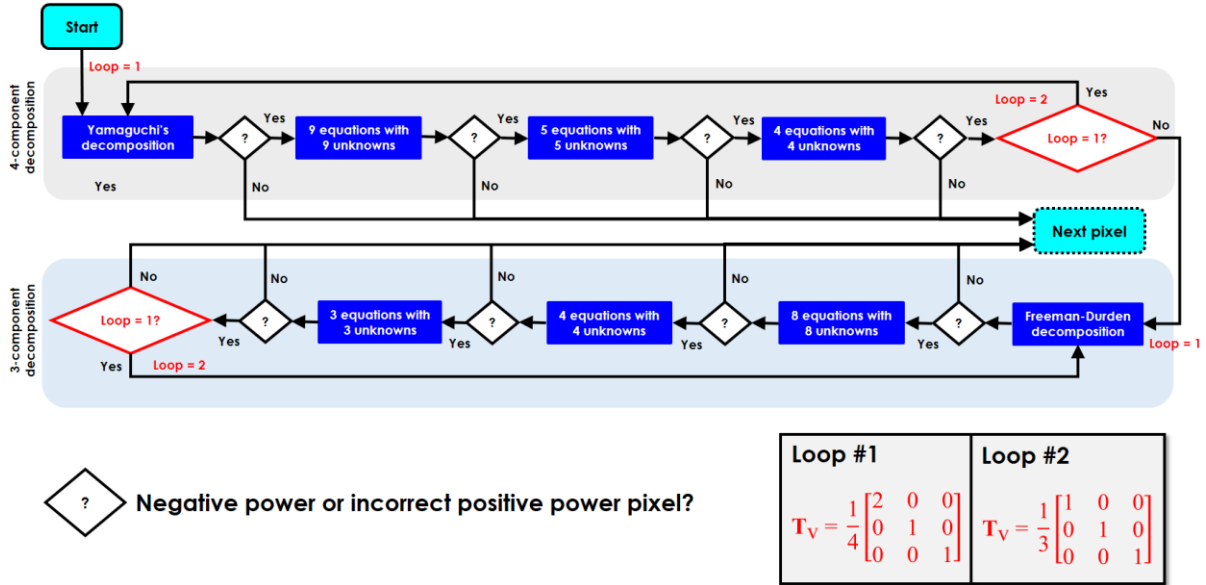 Start
Loop = 1
4-component
decomposition
Yamaguchi's
decomposition
?
Yes
9 equations with
9 unknowns
?
Yes
5 equations with
5 unknowns
?
Yes
4 equations with
4 unknowns
?
Yes
Loop = 2
Yes
Loop = 1?
No
Yes
No
No
No
No
Next pixel
3-component
decomposition
No
No
No
No
No
Loop = 1?
?
Yes
3 equations with
3 unknowns
?
Yes
4 equations with
4 unknowns
?
Yes
8 equations with
8 unknowns
?
Yes
Freeman-Durden
decomposition
Loop = 1
Yes
Loop = 2
? Negative power or incorrect positive power pixel?
Loop #1
T_V = 1/4 [2 0 0
0 1 0
0 0 1]
Loop #2
T_V = 1/3 [1 0 0
0 1 0
0 0 1]